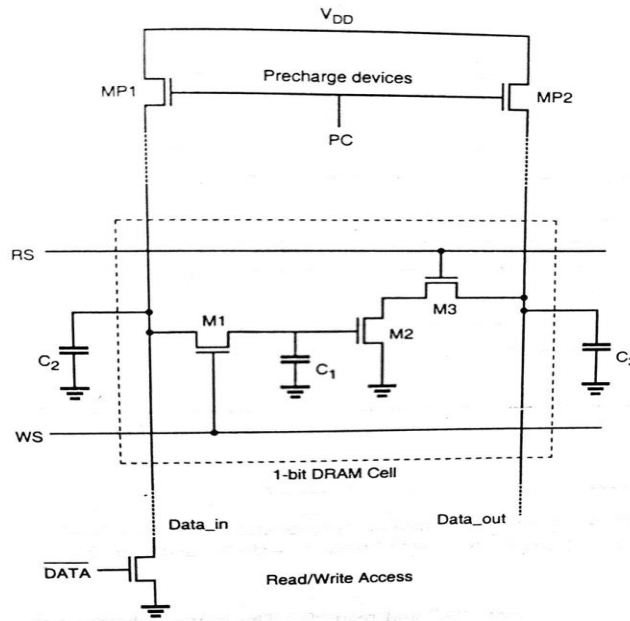 V_DD
Precharge devices
MP1
MP2
PC
RS
M1
M3
M2
C₂
C₁
WS
1-bit DRAM Cell
Data_in
Data_out
DATA
Read/Write Access